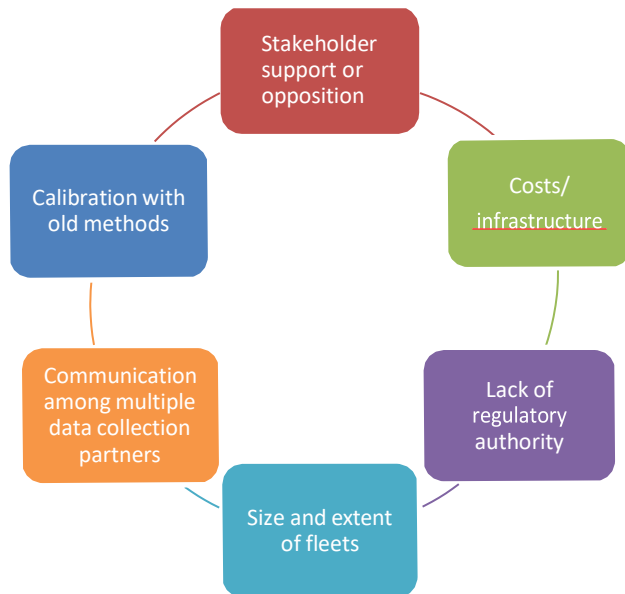 Stakeholder
support or
opposition
Costs/
infrastructure
Lack of
regulatory
authority
Size and extent
of fleets
Communication
among multiple
data collection
partners
Calibration with
old methods